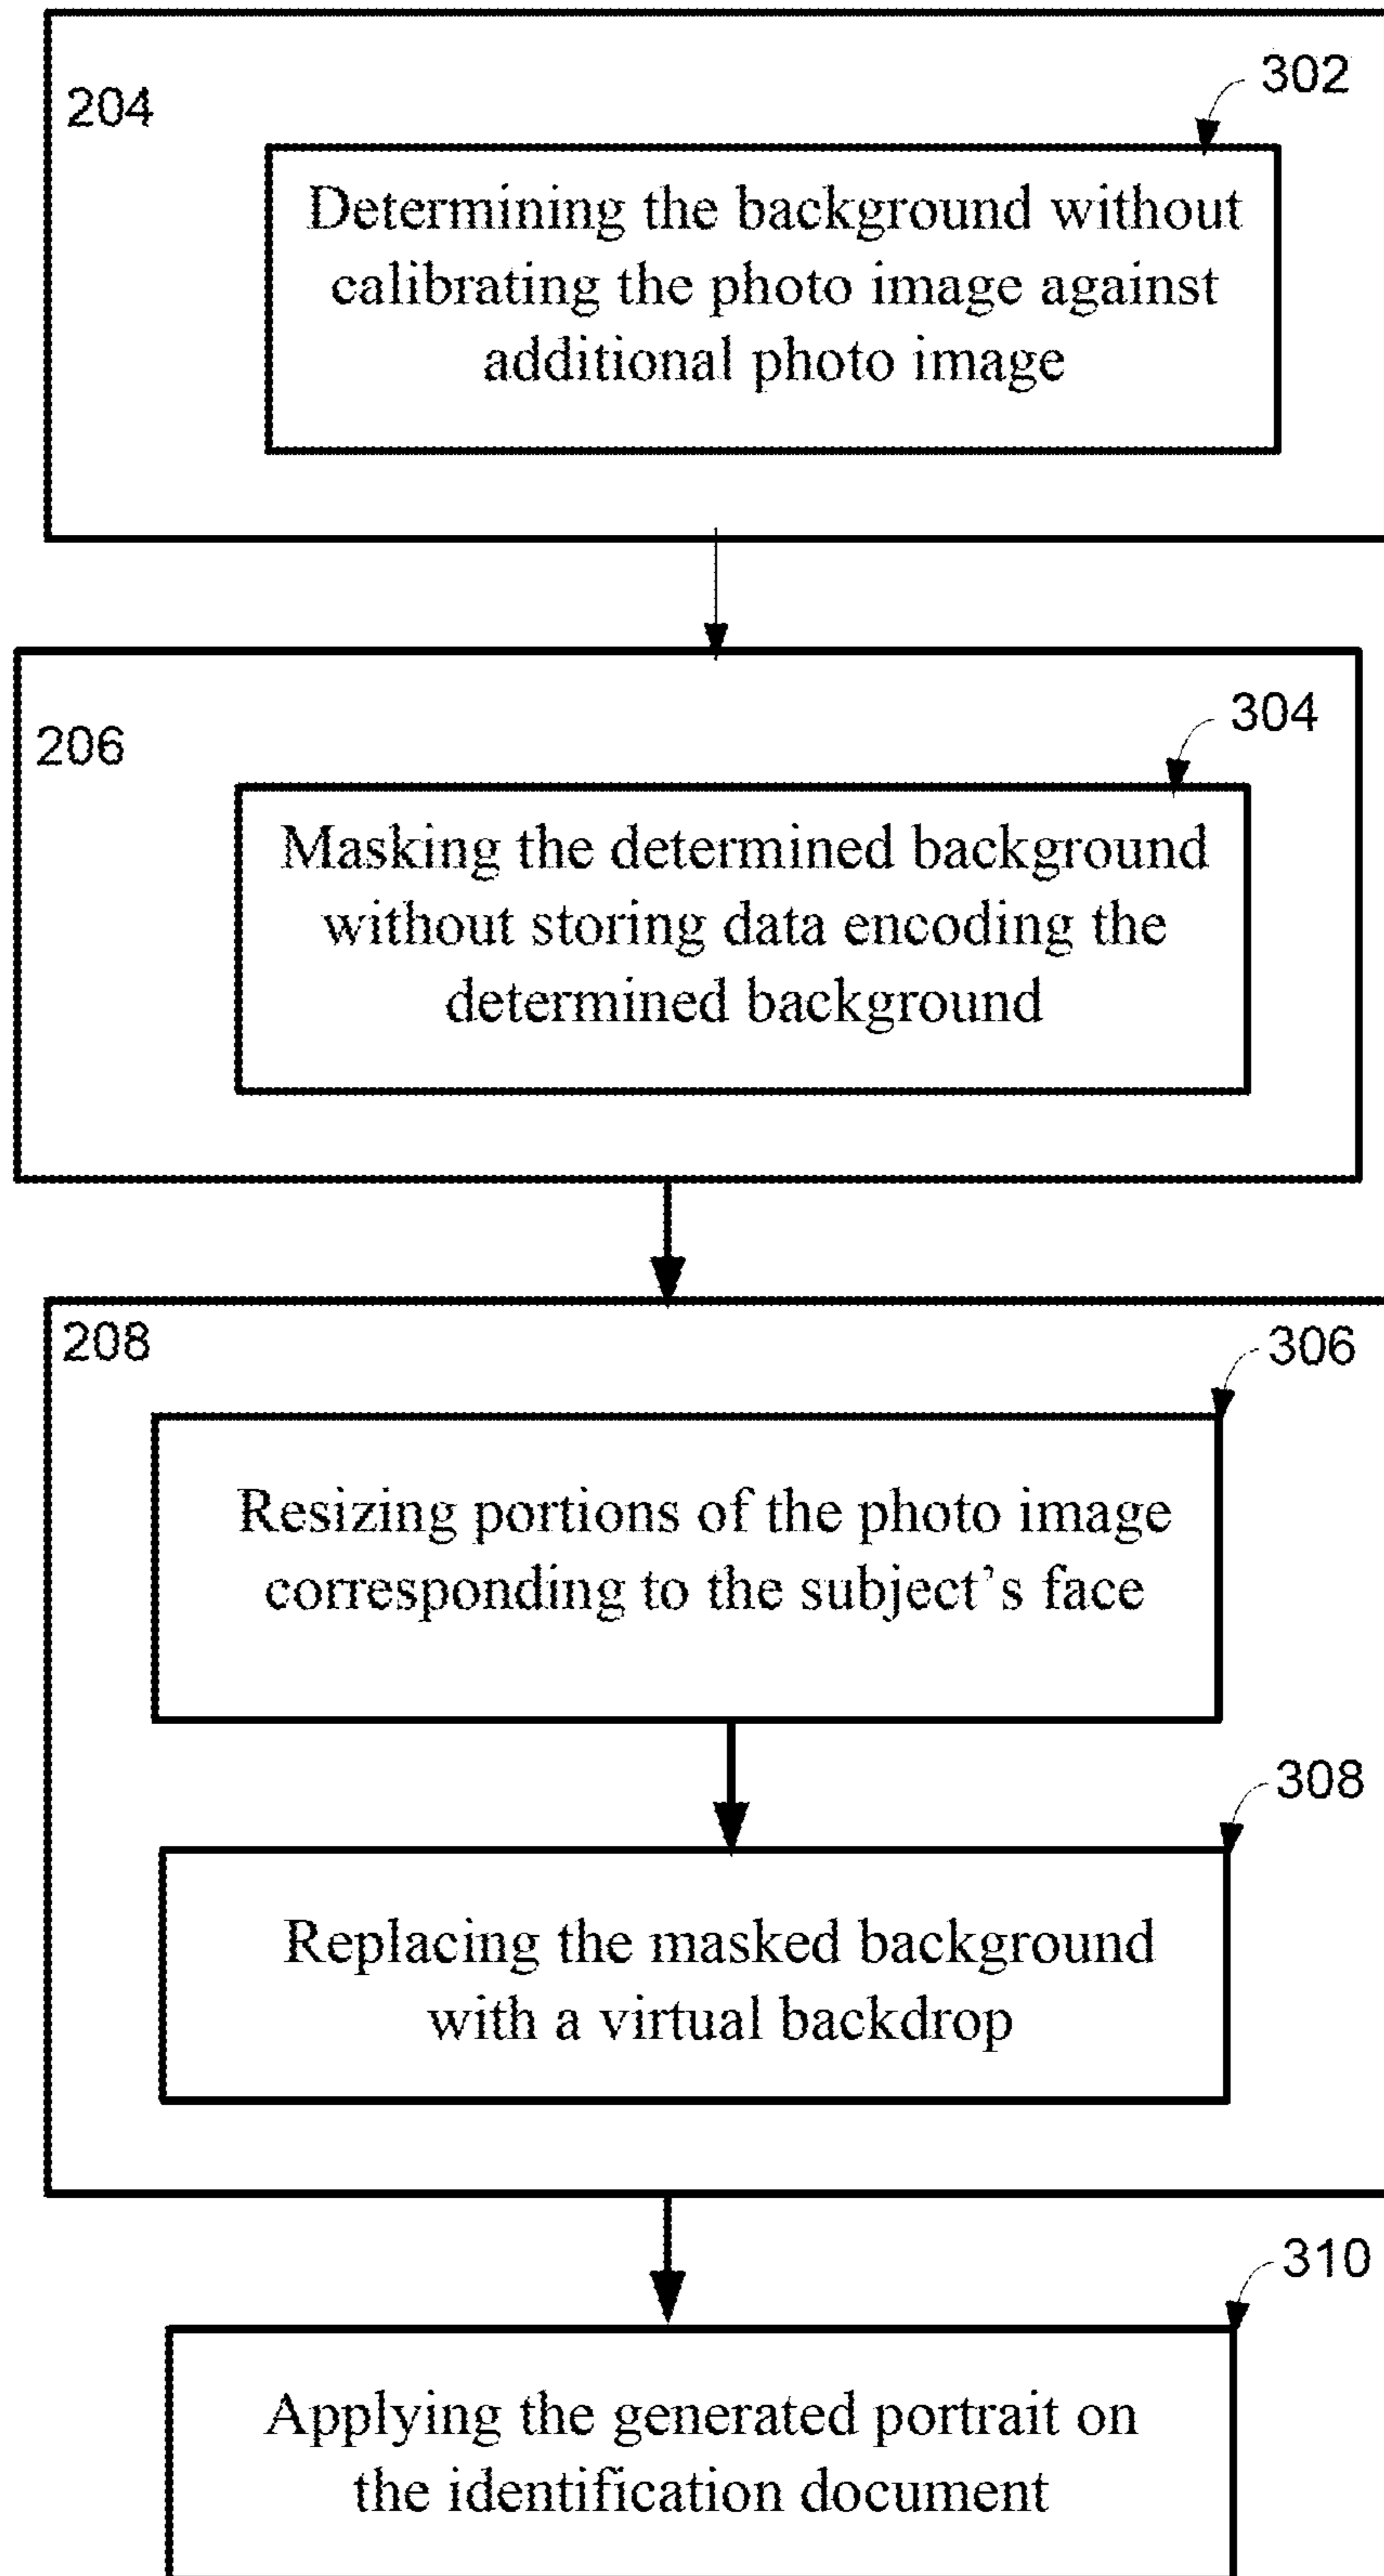 302
204
Determining the background without
calibrating the photo image against
additional photo image
304
206
Masking the determined background
without storing data encoding the
determined background
208
306
Resizing portions of the photo image
corresponding to the subject’s face
308
Replacing the masked background
with a virtual backdrop
310
Applying the generated portrait on
the identification document